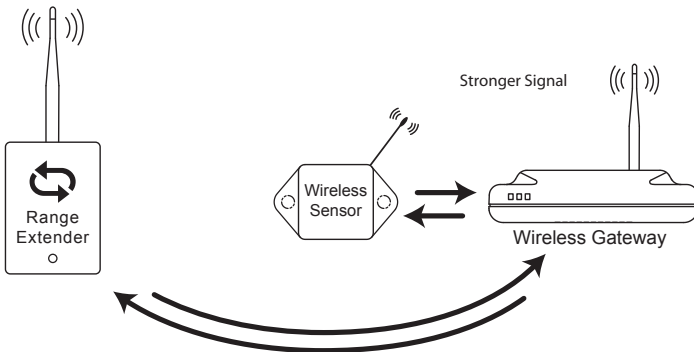 Stronger Signal
Range
Extender
Wireless
Sensor
Wireless Gateway